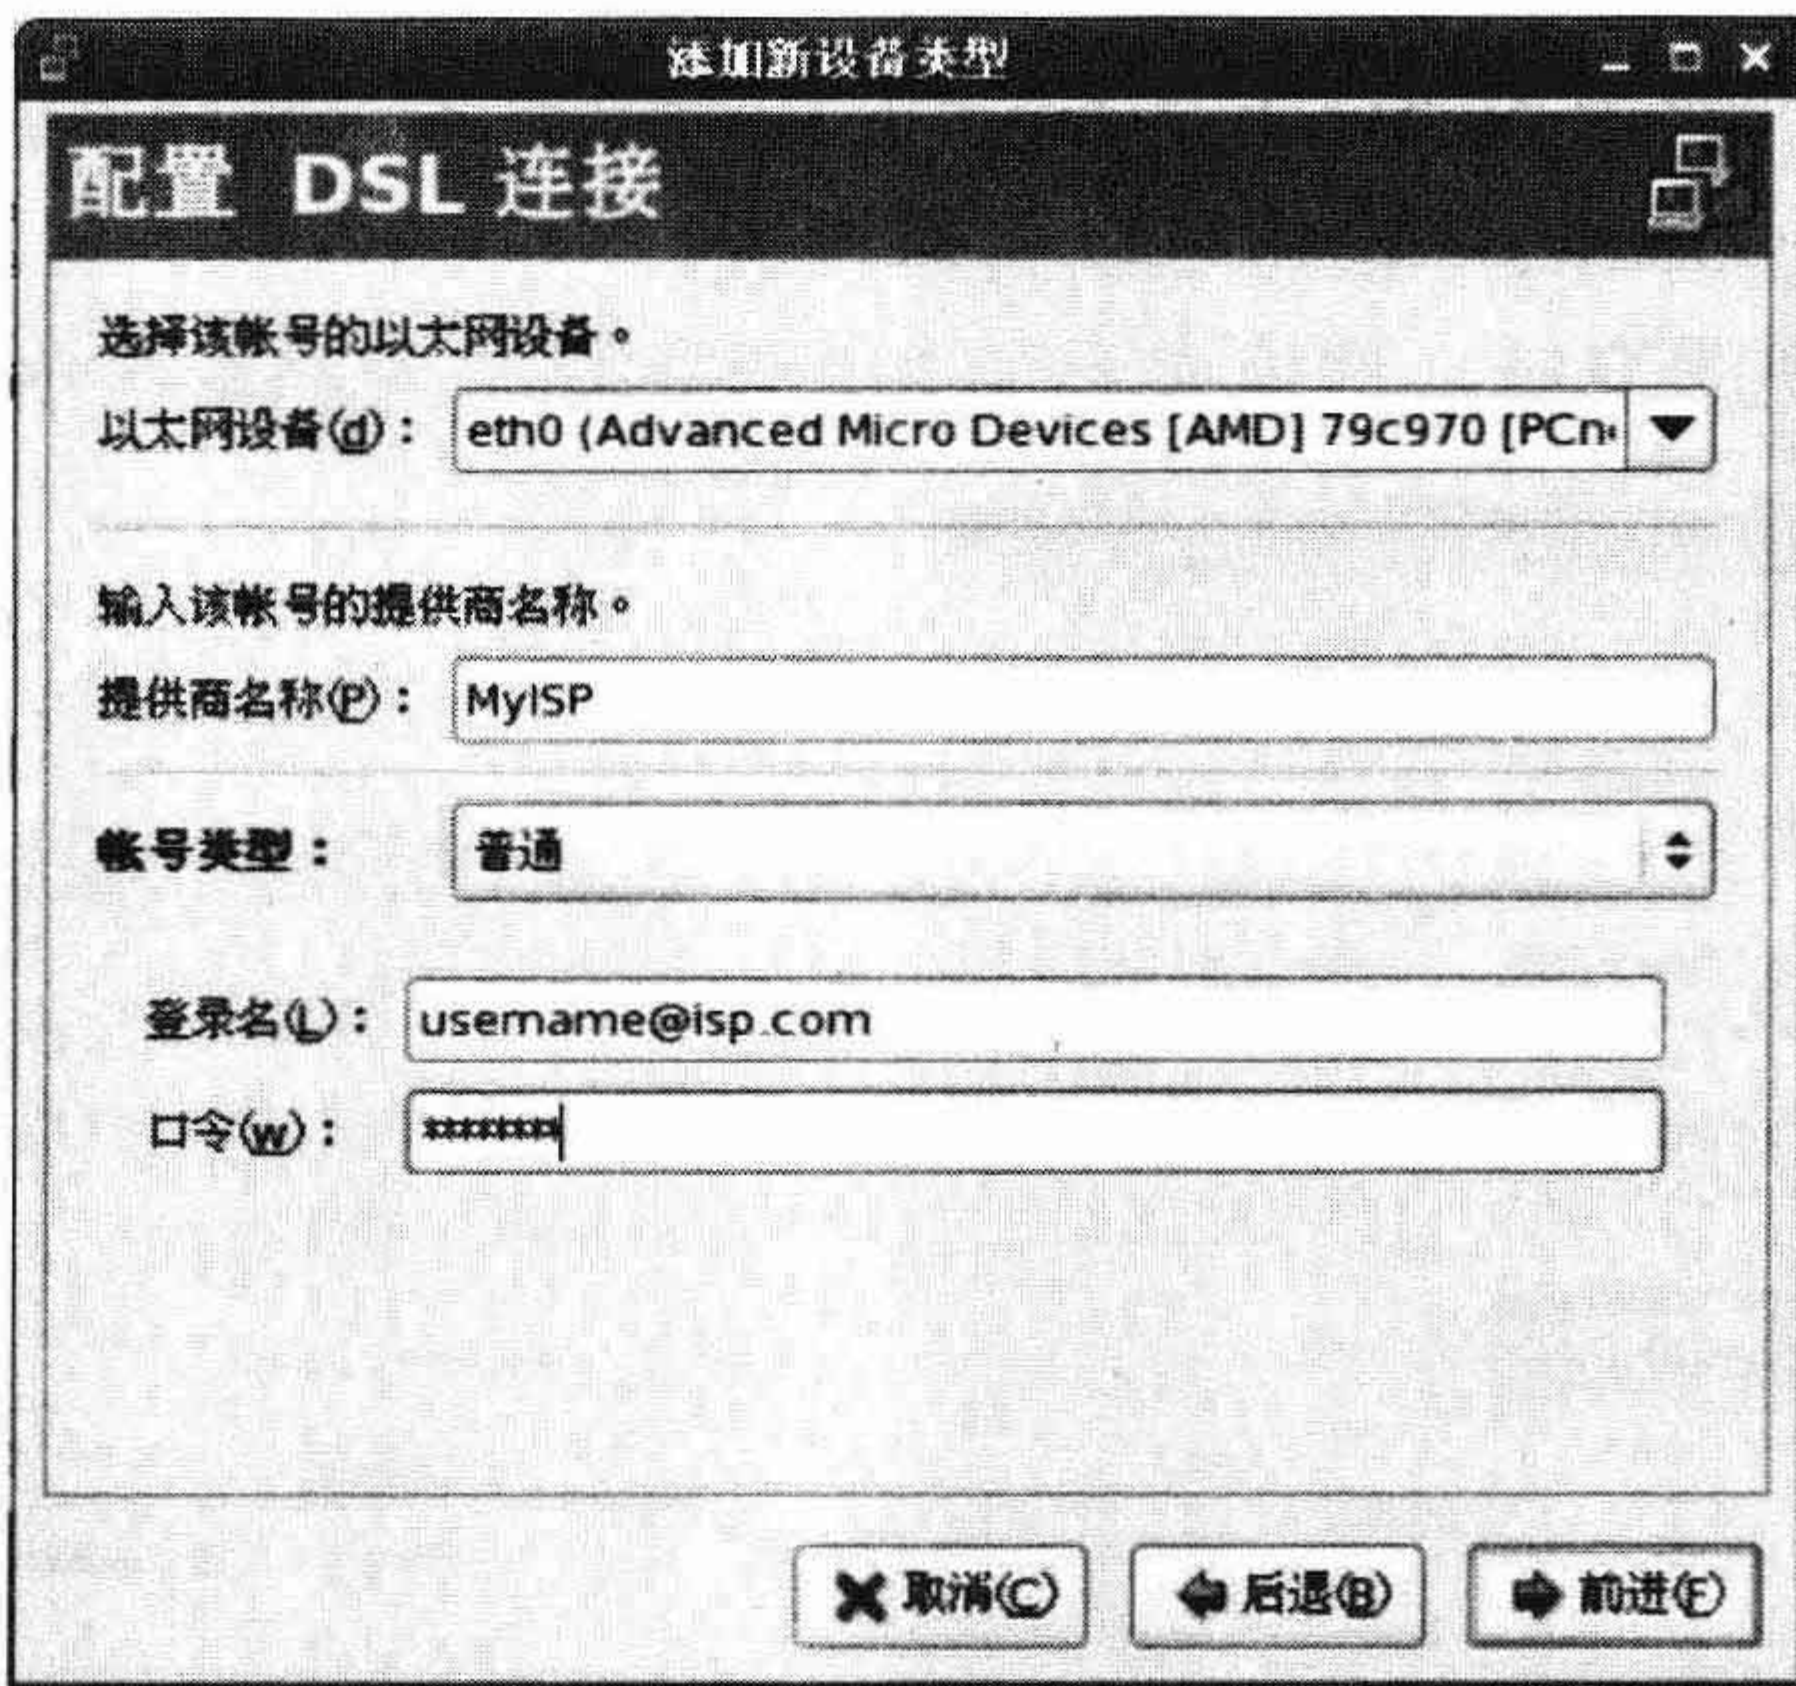 添加新设备类型
配置 DSL 连接
选择该帐号的以太网设备。
以太网设备(d)： eth0 (Advanced Micro Devices [AMD] 79c970 [PCn
输入该帐号的提供商名称。
提供商名称(P)： MyISP
帐号类型： 普通
登录名(L)： username@isp.com
口令(w)： *******
取消(C) 后退(B) 前进(F)